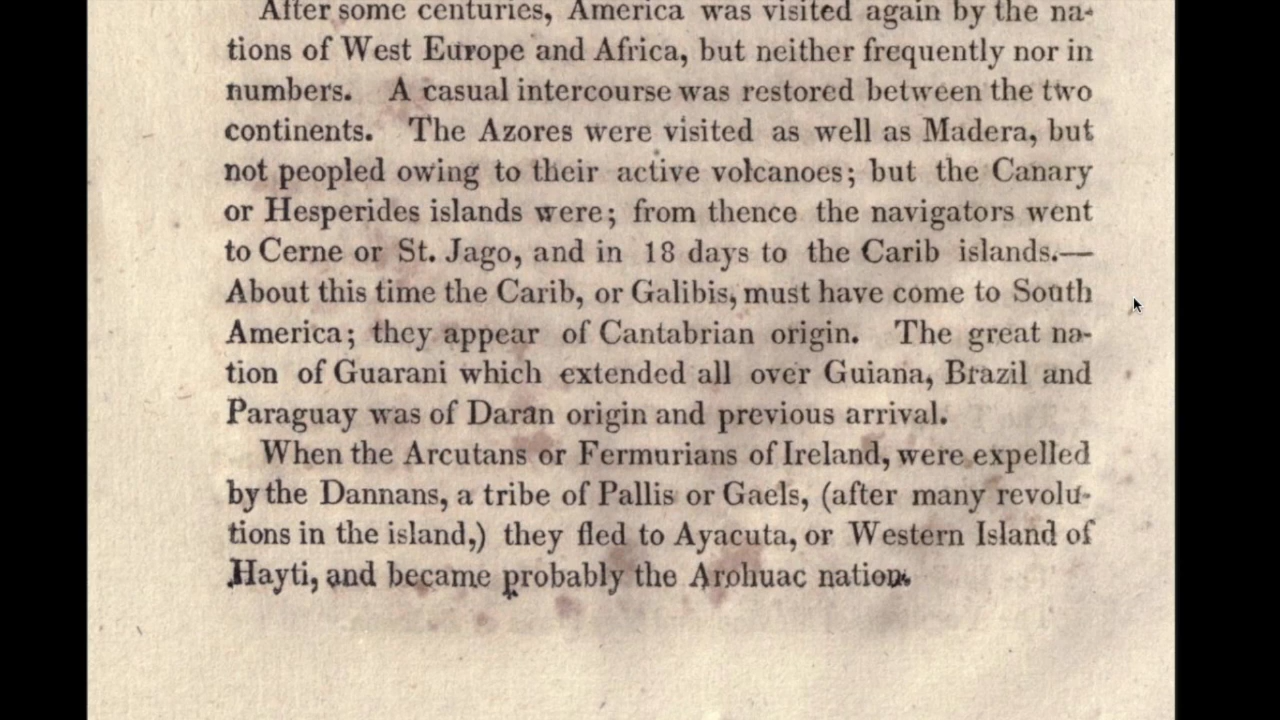 After some centuries, America was visited again by the na-
tions of West Europe and Africa, but neither frequently nor in
numbers. A casual intercourse was restored between the two
continents. The Azores were visited as well as Madera, but
not peopled owing to their active volcanoes; but the Canary
or Hesperides islands were; from thence the navigators went
to Cerne or St. Jago, and in 18 days to the Carib islands.—
About this time the Carib, or Galibis, must have come to South
America; they appear of Cantabrian origin. The great na-
tion of Guarani which extended all over Guiana, Brazil and
Paraguay was of Daran origin and previous arrival.
When the Arcutans or Fermurians of Ireland, were expelled
by the Dannans, a tribe of Pallis or Gaels, (after many revolu-
tions in the island,) they fled to Ayacuta, or Western Island of
Hayti, and became probably the Arohuac nation.